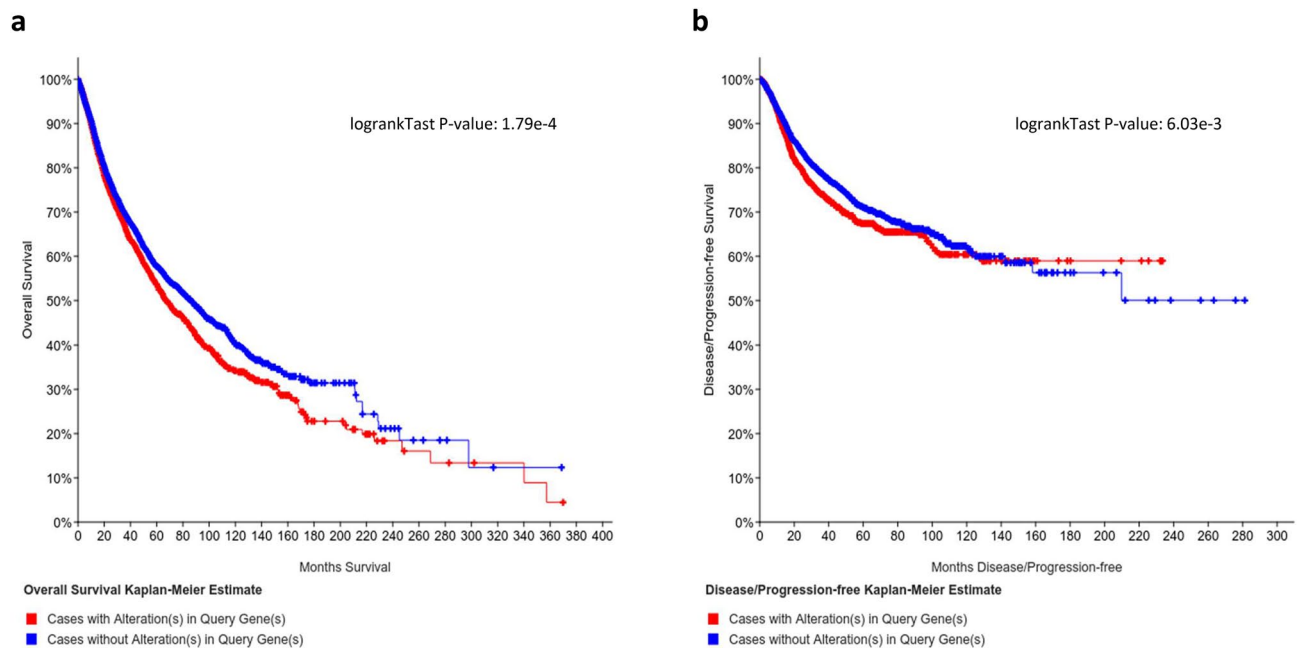 a
logrankTast P-value: 1.79e-4
Overall Survival
100%
90%
80%
70%
60%
50%
40%
30%
20%
10%
0%
0 20 40 60 80 100 120 140 160 180 200 220 240 260 280 300 320 340 360 380 400
Months Survival
Overall Survival Kaplan-Meier Estimate
Cases with Alteration(s) in Query Gene(s)
Cases without Alteration(s) in Query Gene(s)
b
logrankTast P-value: 6.03e-3
Disease/Progression-free Survival
100%
90%
80%
70%
60%
50%
40%
30%
20%
10%
0%
0 20 40 60 80 100 120 140 160 180 200 220 240 260 280 300
Months Disease/Progression-free
Disease/Progression-free Kaplan-Meier Estimate
Cases with Alteration(s) in Query Gene(s)
Cases without Alteration(s) in Query Gene(s)